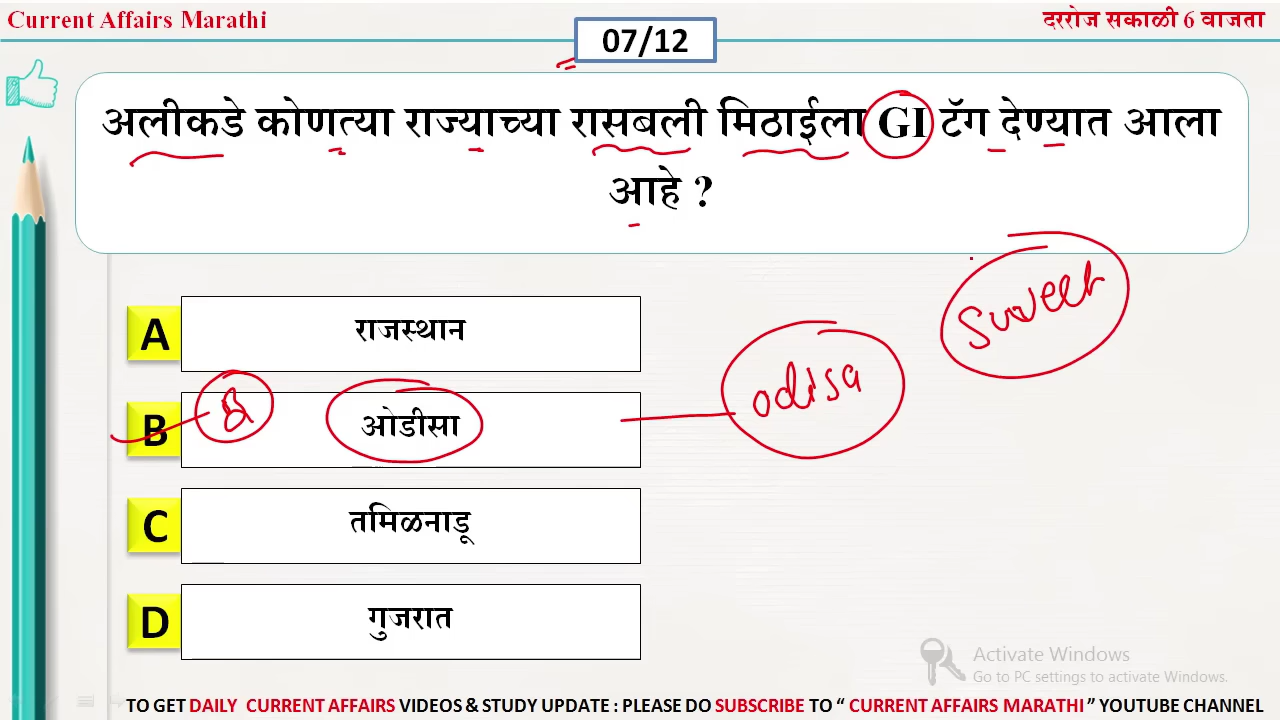 Current Affairs Marathi
दररोज सकाळी 6 वाजता
07/12
अलीकडे कोणत्या राज्याच्या रासबली मिठाईला GI टॅग देण्यात आला
आहे ?
Sweet
A राजस्थान
B ब ओडीसा odisa
C तमिळनाडू
D गुजरात
Activate Windows
Go to PC settings to activate Windows.
TO GET DAILY CURRENT AFFAIRS VIDEOS & STUDY UPDATE : PLEASE DO SUBSCRIBE TO “ CURRENT AFFAIRS MARATHI ” YOUTUBE CHANNEL